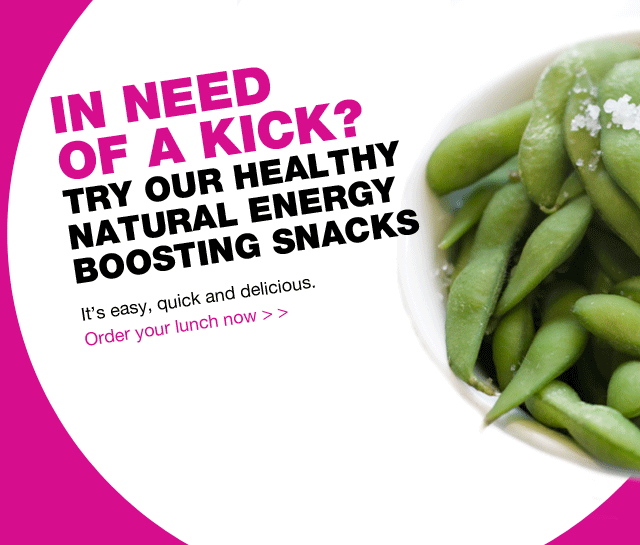 IN NEED
OF A KICK?
TRY OUR HEALTHY
NATURAL ENERGY
BOOSTING SNACKS
It's easy, quick and delicious.
Order your lunch now > >